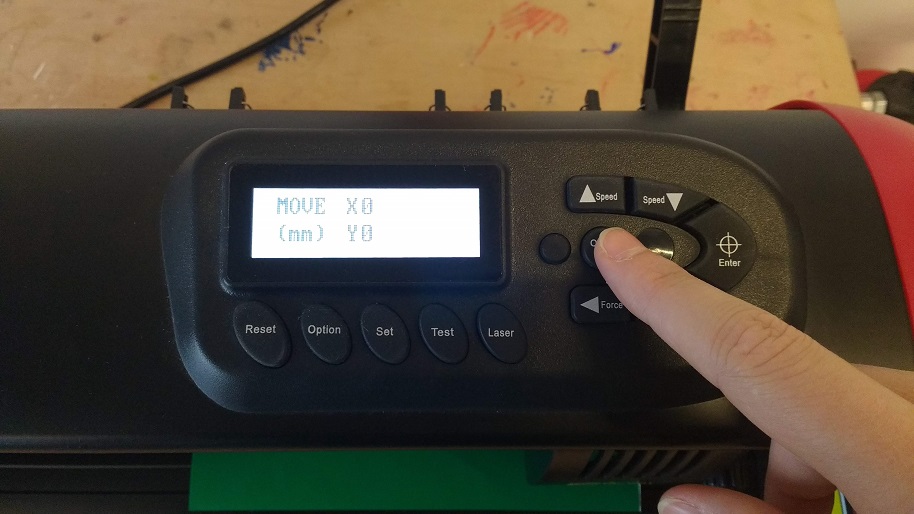 MOVE X0
(mm) Y0
Speed
Speed
Enter
Force
Reset
Option
Set
Test
Laser